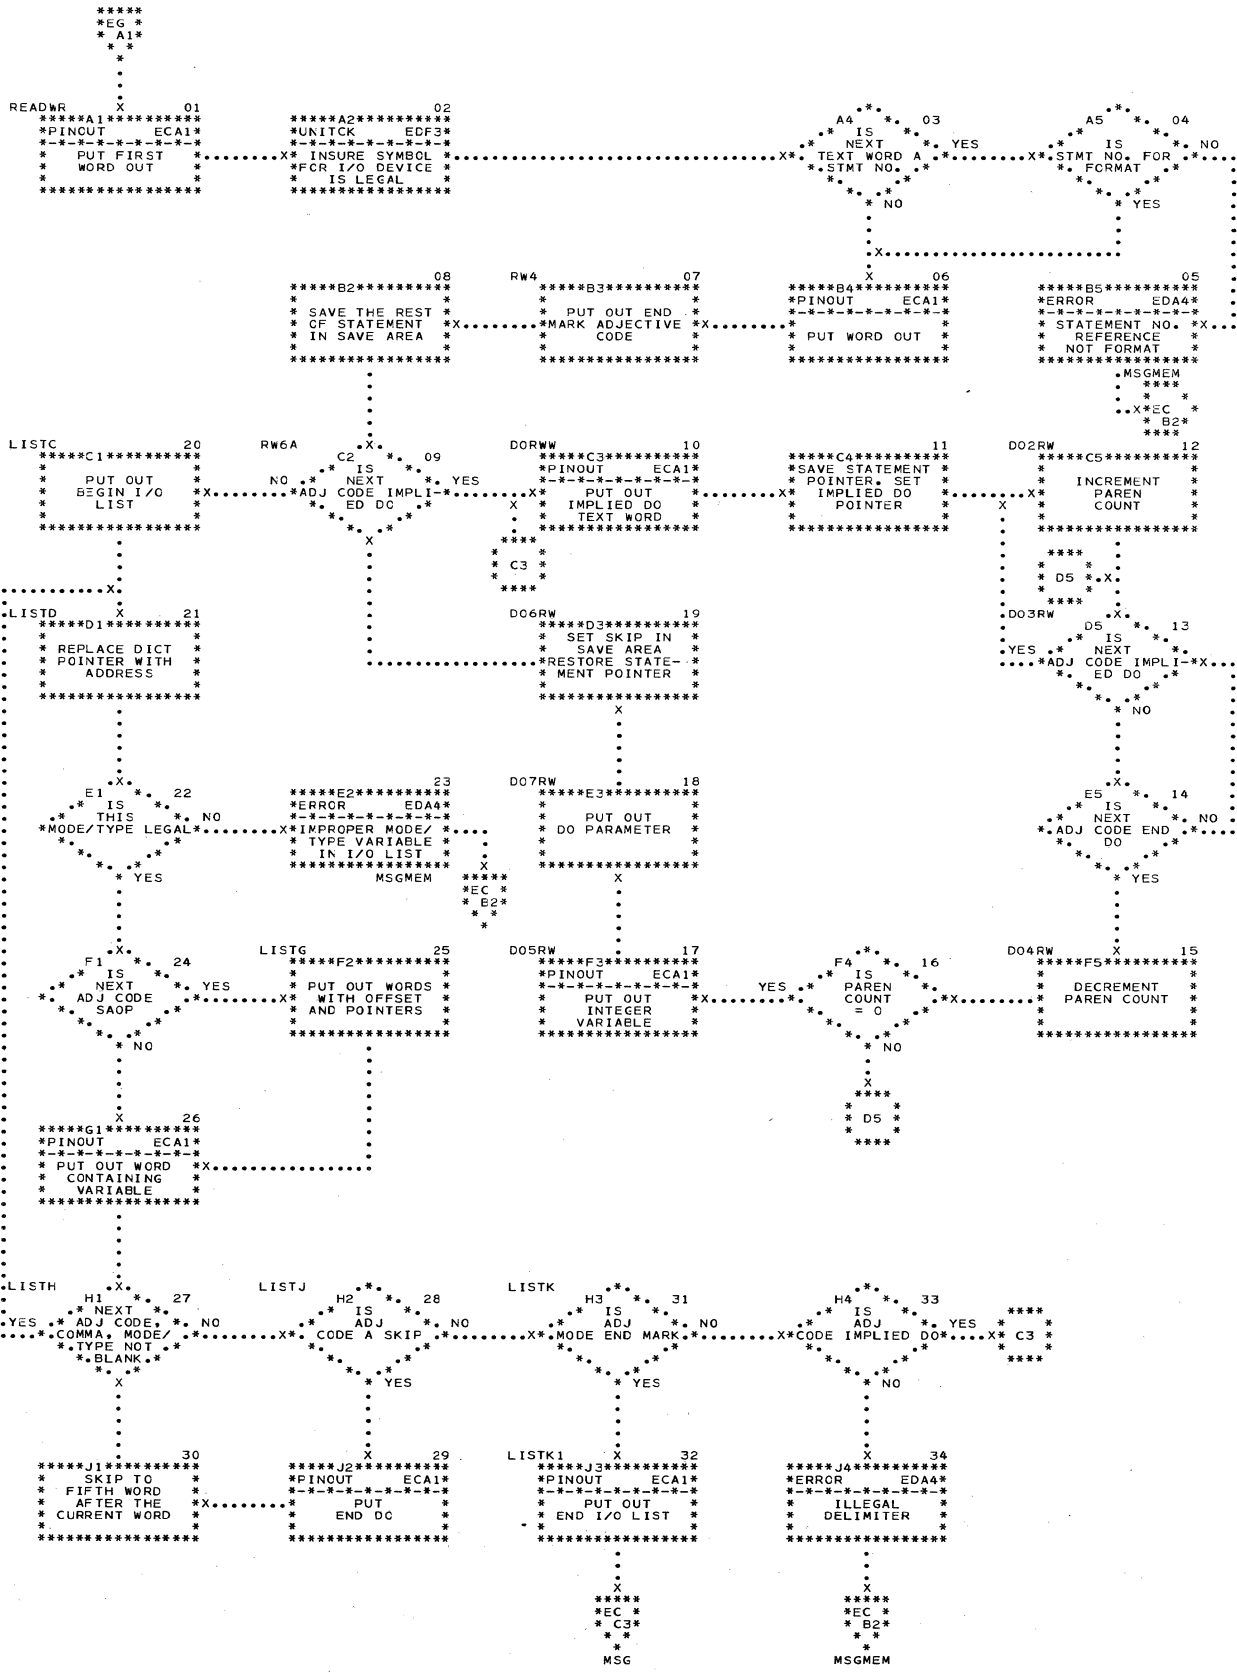 EG
A1
READWR
01
A1
PINOUT ECA1
PUT FIRST
WORD OUT
02
A2
UNITCK EDF3
INSURE SYMBOL
FCR I/O DEVICE
IS LEGAL
A4 03
IS
NEXT
TEXT WORD A
STMT NO.
YES
NO
A5 04
IS
STMT NO. FOR
FORMAT
NO
YES
08
B2
SAVE THE REST
CF STATEMENT
IN SAVE AREA
RW4
07
B3
PUT OUT END
MARK ADJECTIVE
CODE
06
B4
PINOUT ECA1
PUT WORD OUT
05
B5
ERROR EDA4
STATEMENT NO.
REFERENCE
NOT FORMAT
MSGMEM
EC
B2
LISTC
20
C1
PUT OUT
BEGIN I/O
LIST
RW6A
C2 09
IS
NEXT
ADJ CODE IMPLI-
ED DO
NO
YES
C3
DORWW
10
C3
PINOUT ECA1
PUT OUT
IMPLIED DO
TEXT WORD
11
C4
SAVE STATEMENT
POINTER. SET
IMPLIED DO
POINTER
DO2RW
12
C5
INCREMENT
PAREN
COUNT
D5
LISTD
21
D1
REPLACE DICT
POINTER WITH
ADDRESS
DO6RW
19
D3
SET SKIP IN
SAVE AREA
RESTORE STATE-
MENT POINTER
DO3RW
D5 13
IS
NEXT
ADJ CODE IMPLI-
ED DO
YES
NO
E1 22
IS
THIS
MODE/TYPE LEGAL
NO
YES
23
E2
ERROR EDA4
IMPROPER MODE/
TYPE VARIABLE
IN I/O LIST
MSGMEM
EC
B2
DO7RW
18
E3
PUT OUT
DO PARAMETER
E5 14
IS
NEXT
ADJ CODE END
DO
NO
YES
F1 24
IS
NEXT
ADJ CODE
SAOP
YES
NO
LISTG
25
F2
PUT OUT WORDS
WITH OFFSET
AND POINTERS
DO5RW
17
F3
PINOUT ECA1
PUT OUT
INTEGER
VARIABLE
F4 16
IS
PAREN
COUNT
= 0
YES
NO
D5
DO4RW
15
F5
DECREMENT
PAREN COUNT
26
G1
PINOUT ECA1
PUT OUT WORD
CONTAINING
VARIABLE
LISTH
H1 27
NEXT
ADJ CODE,
COMMA, MODE/
TYPE NOT
BLANK
YES
NO
LISTJ
H2 28
IS
ADJ
CODE A SKIP
NO
YES
LISTK
H3 31
IS
ADJ
MODE END MARK
NO
YES
H4 33
IS
ADJ
CODE IMPLIED DO
YES
NO
C3
30
J1
SKIP TO
FIFTH WORD
AFTER THE
CURRENT WORD
29
J2
PINOUT ECA1
PUT
END DC
LISTK1
32
J3
PINOUT ECA1
PUT OUT
END I/O LIST
34
J4
ERROR EDA4
ILLEGAL
DELIMITER
EC
C3
MSG
EC
B2
MSGMEM